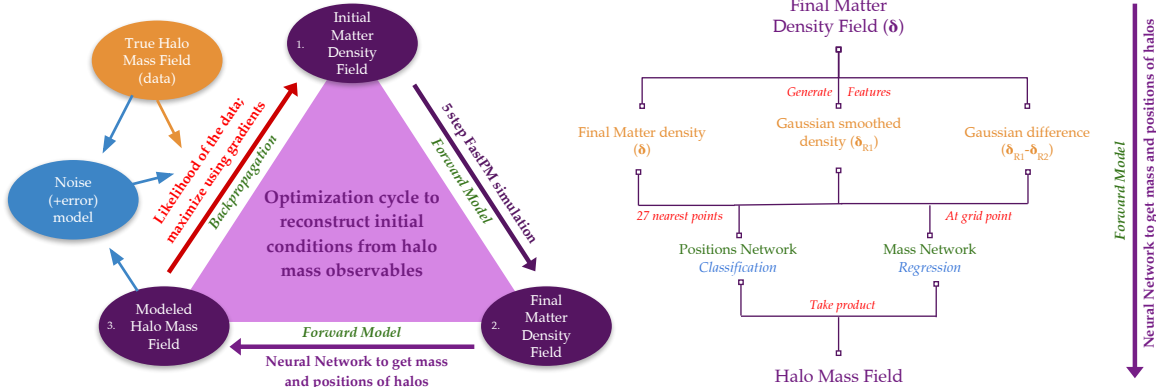 True Halo
Mass Field
(data)
Noise
(+error)
model
1.
Initial
Matter
Density
Field
Likelihood of the data;
maximize using gradients
Backpropagation
5 step FastPM simulation
Forward Model
Optimization cycle to
reconstruct initial
conditions from halo
mass observables
3.
Modeled
Halo Mass
Field
2.
Final
Matter
Density
Field
Forward Model
Neural Network to get mass
and positions of halos
Final Matter
Density Field (δ)
Generate Features
Final Matter density
(δ)
Gaussian smoothed
density (δR1)
Gaussian difference
(δR1-δR2)
27 nearest points
At grid point
Positions Network
Classification
Mass Network
Regression
Take product
Halo Mass Field
Forward Model
Neural Network to get mass and positions of halos